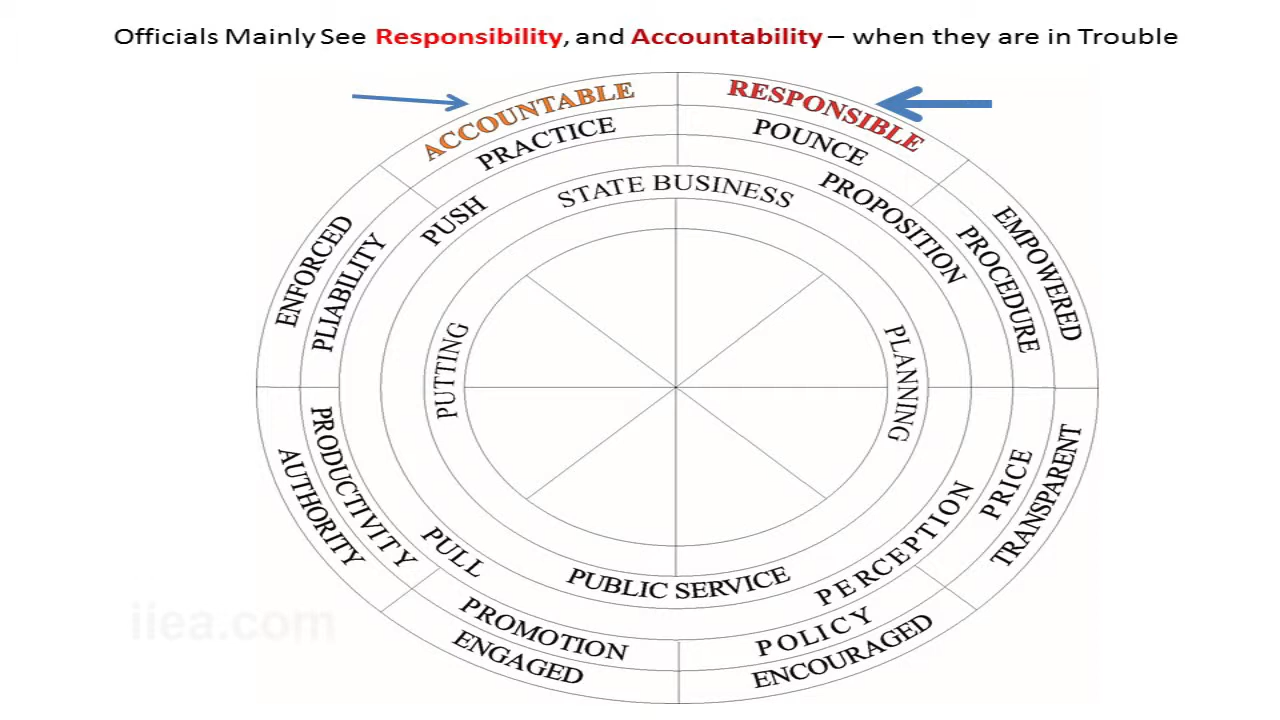 Officials Mainly See Responsibility, and Accountability – when they are in Trouble
ACCOUNTABLE
RESPONSIBLE
PRACTICE
POUNCE
STATE BUSINESS
PUSH
PROPOSITION
ENFORCED
PLIABILITY
PROCEDURE
EMPOWERED
PUTTING
PLANNING
AUTHORITY
PRODUCTIVITY
PRICE
TRANSPARENT
PULL
PUBLIC SERVICE
PERCEPTION
PROMOTION
POLICY
ENGAGED
ENCOURAGED
iiea.com